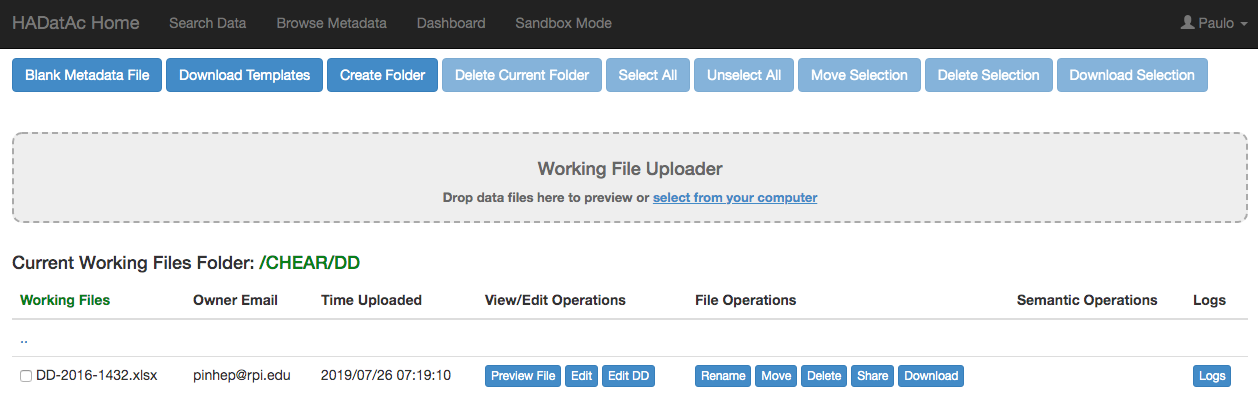 HADatAc Home Search Data Browse Metadata Dashboard Sandbox Mode Paulo
Blank Metadata File Download Templates Create Folder Delete Current Folder Select All Unselect All Move Selection Delete Selection Download Selection
Working File Uploader
Drop data files here to preview or select from your computer
Current Working Files Folder: /CHEAR/DD
Working Files Owner Email Time Uploaded View/Edit Operations File Operations Semantic Operations Logs
..
DD-2016-1432.xlsx pinhep@rpi.edu 2019/07/26 07:19:10 Preview File Edit Edit DD Rename Move Delete Share Download Logs